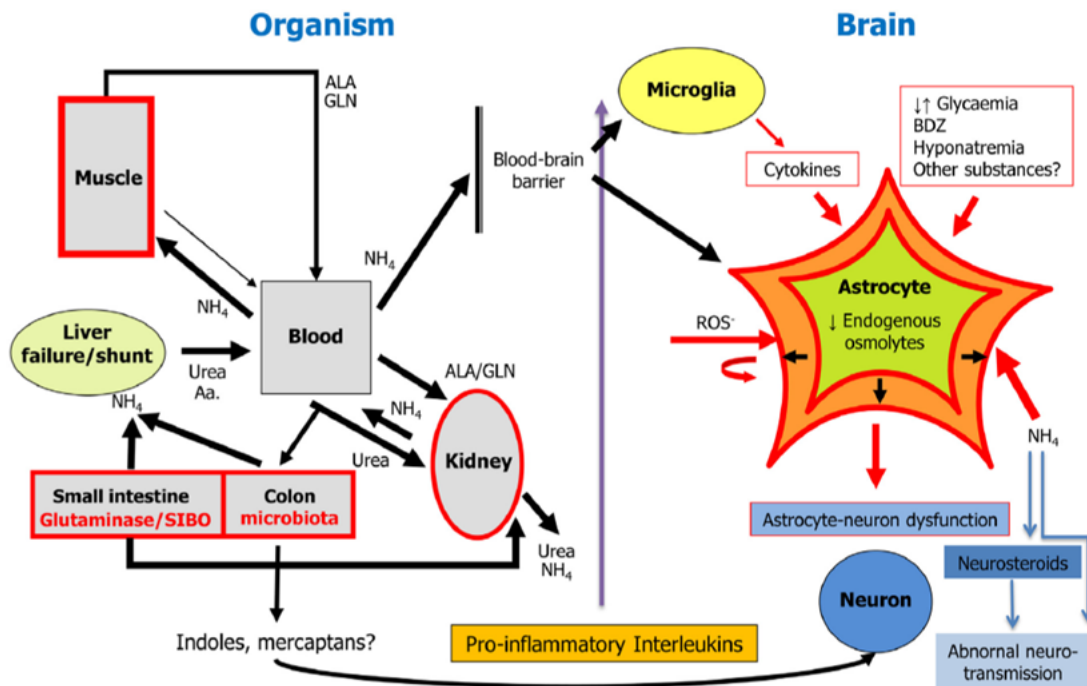 Organism
Brain
ALA
GLN
Muscle
NH4
Liver
failure/shunt
Urea
Aa.
NH4
Blood
NH4
Blood-brain
barrier
ALA/GLN
NH4
Urea
Kidney
Small intestine
Glutaminase/SIBO
Colon
microbiota
Urea
NH4
Indoles, mercaptans?
Pro-inflammatory Interleukins
Microglia
Cytokines
↓↑ Glycaemia
BDZ
Hyponatremia
Other substances?
Astrocyte
↓ Endogenous
osmolytes
ROS-
NH4
Astrocyte-neuron dysfunction
Neurosteroids
Neuron
Abnornal neuro-
transmission